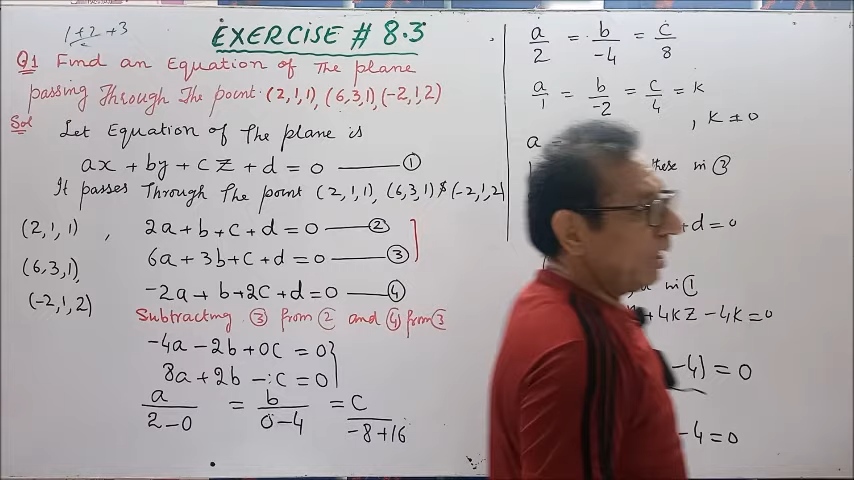 1+2+3
EXERCISE # 8.3
Q1 Find an Equation of The plane
passing Through The point (2,1,1), (6,3,1), (-2,1,2)
Sol Let Equation of The plane is
ax + by + cz + d = 0 — ①
It passes Through The point (2,1,1), (6,3,1) & (-2,1,2)
(2,1,1), 2a + b + c + d = 0 — ②
(6,3,1), 6a + 3b + c + d = 0 — ③
(-2,1,2) -2a + b + 2c + d = 0 — ④
Subtracting ③ from ② and ④ from ③
-4a - 2b + 0c = 0
8a + 2b - c = 0
a/2-0 = b/0-4 = c/-8+16
a/2 = b/-4 = c/8
a/1 = b/-2 = c/4 = k
, k ≠ 0
a =
these in ②
+d = 0
in ①
+ 4kz - 4k = 0
-4) = 0
-4 = 0